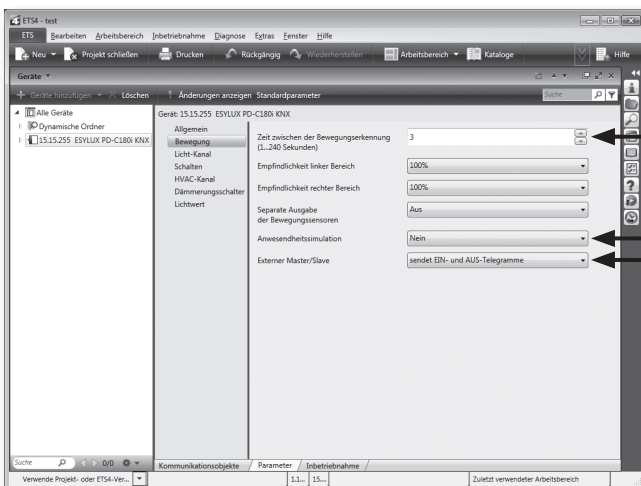 ETS4 - test
ETS Bearbeiten Arbeitsbereich Inbetriebnahme Diagnose Extras Fenster Hilfe
Neu Projekt schließen Drucken Rückgängig Wiederherstellen Arbeitsbereich Kataloge Hilfe
Geräte
Geräte hinzufügen Löschen Änderungen anzeigen Standardparameter Suche
Alle Geräte
Dynamische Ordner
15.15.255 ESYLUX PD-C180i KNX
Gerät: 15.15.255 ESYLUX PD-C180i KNX
Allgemein
Bewegung
Licht-Kanal
Schalten
HVAC-Kanal
Dämmerungsschalter
Lichtwert
Zeit zwischen der Bewegungserkennung
(1...240 Sekunden)
3
Empfindlichkeit linker Bereich
100%
Empfindlichkeit rechter Bereich
100%
Separate Ausgabe
der Bewegungssensoren
Aus
Anwesendheitssimulation
Nein
Externer Master/Slave
sendet EIN- und AUS-Telegramme
Suche 0/0
Kommunikationsobjekte Parameter Inbetriebnahme
Verwende Projekt- oder ETS4-Ver... 1.1... 15.... Zuletzt verwendeter Arbeitsbereich